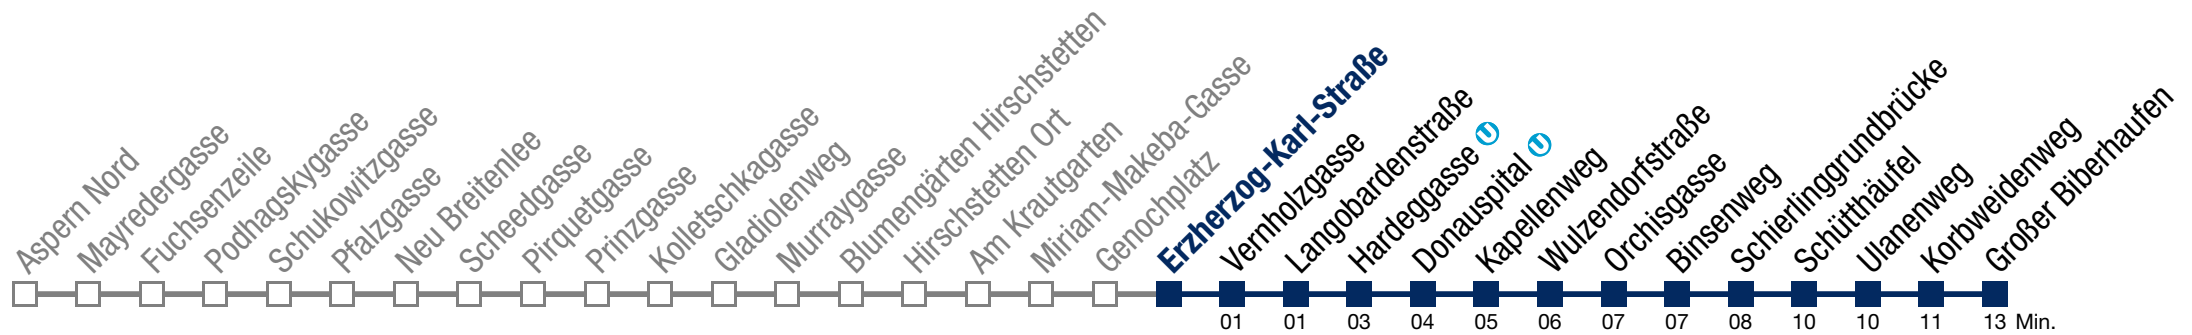 Aspern Nord
Mayredergasse
Fuchsenzeile
Podhagskygasse
Schukowitzgasse
Pfalzgasse
Neu Breitenlee
Scheedgasse
Pirquetgasse
Prinzgasse
Kolletschkagasse
Gladiolenweg
Murraygasse
Blumengärten Hirschstetten
Hirschstetten Ort
Am Krautgarten
Miriam-Makeba-Gasse
Genochplatz
Erzherzog-Karl-Straße
Vernholzgasse
Langobardenstraße
Hardeggasse U
Donauspital U
Kapellenweg
Wulzendorfstraße
Orchisgasse
Binsenweg
Schierlinggrundbrücke
Schütthäufel
Ulanenweg
Korbweidenweg
Großer Biberhaufen
01 01 03 04 05 06 07 07 08 10 10 11 13 Min.